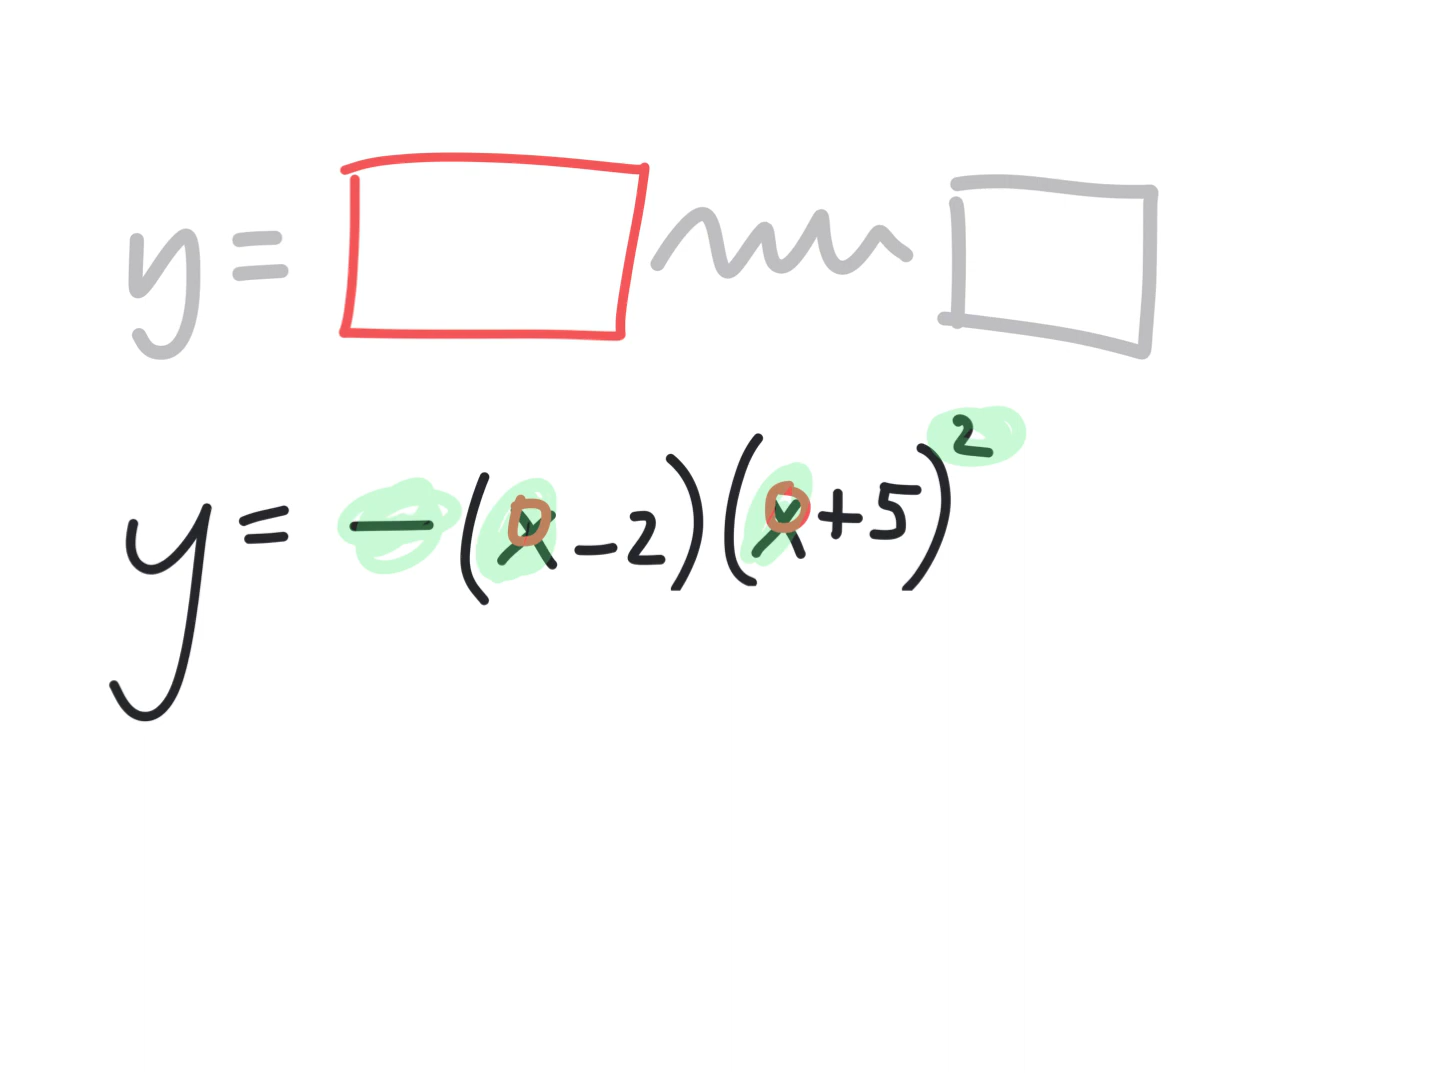 y =
y = - (x - 2)(x + 5)²